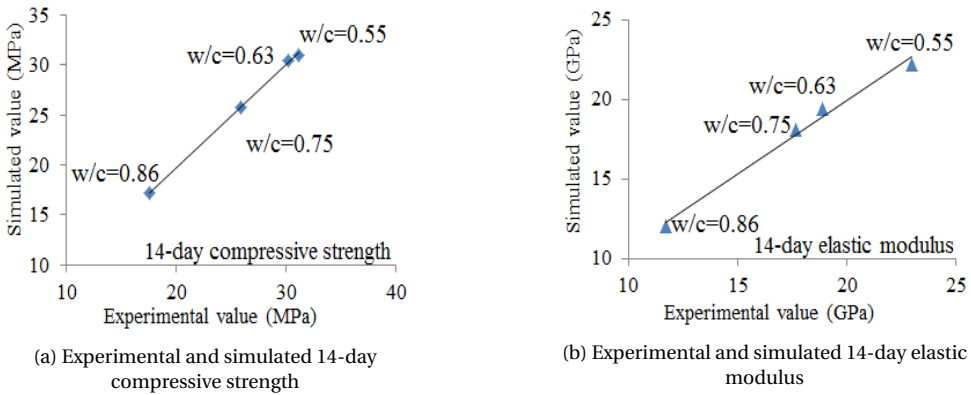 35
30
25
20
15
10
Simulated value (MPa)
w/c=0.55
w/c=0.63
w/c=0.75
w/c=0.86
14-day compressive strength
10
20
30
40
Experimental value (MPa)
(a) Experimental and simulated 14-day
compressive strength
25
20
15
10
Simulated value (GPa)
w/c=0.55
w/c=0.63
w/c=0.75
w/c=0.86
14-day elastic modulus
10
15
20
25
Experimental value (GPa)
(b) Experimental and simulated 14-day elastic
modulus